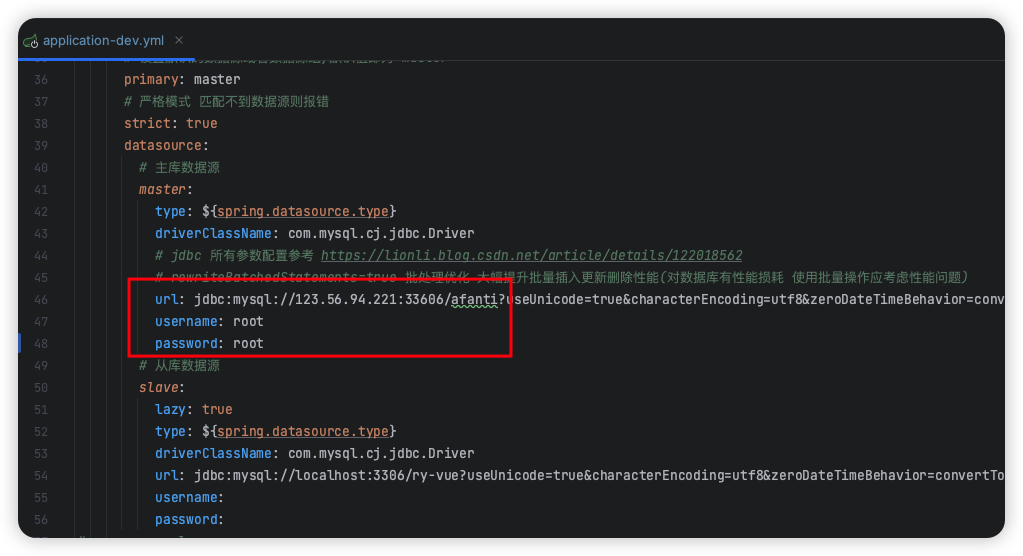 application-dev.yml ×
36 primary: master
37 # 严格模式 匹配不到数据源则报错
38 strict: true
39 datasource:
40 # 主库数据源
41 master:
42 type: ${spring.datasource.type}
43 driverClassName: com.mysql.cj.jdbc.Driver
44 # jdbc 所有参数配置参考 https://lionli.blog.csdn.net/article/details/122018562
45 # rewriteBatchedStatements=true 批处理优化 大幅提升批量插入更新删除性能(对数据库有性能损耗 使用批量操作应考虑性能问题)
46 url: jdbc:mysql://123.56.94.221:33606/afanti?useUnicode=true&characterEncoding=utf8&zeroDateTimeBehavior=conv
47 username: root
48 password: root
49 # 从库数据源
50 slave:
51 lazy: true
52 type: ${spring.datasource.type}
53 driverClassName: com.mysql.cj.jdbc.Driver
54 url: jdbc:mysql://localhost:3306/ry-vue?useUnicode=true&characterEncoding=utf8&zeroDateTimeBehavior=convertTo
55 username:
56 password: